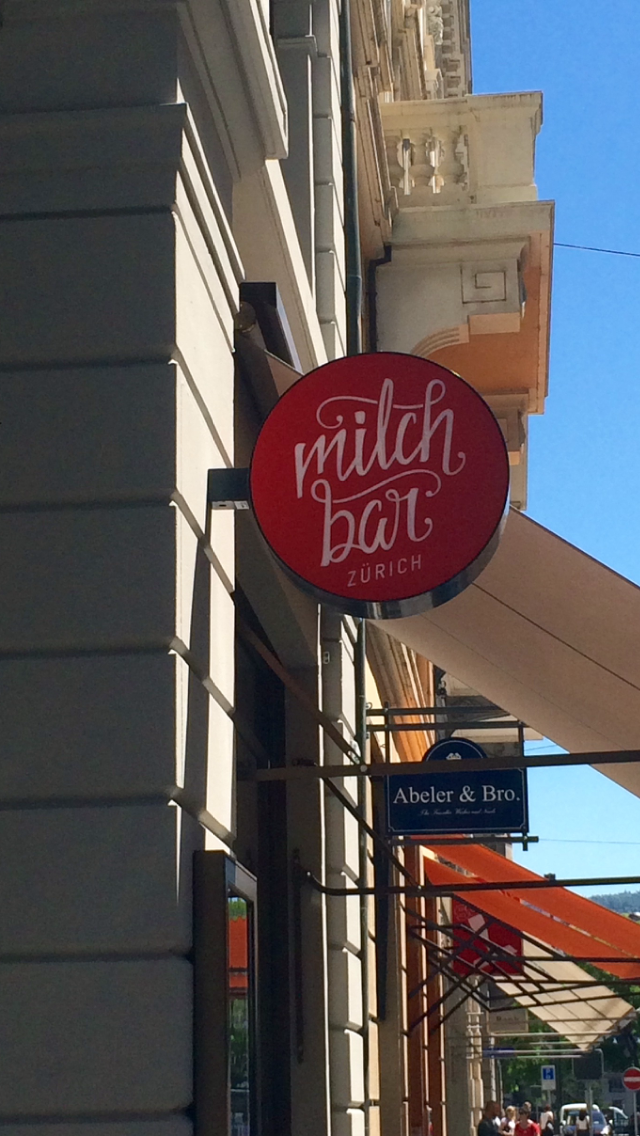 milch
bar
ZÜRICH
Abeler & Bro.